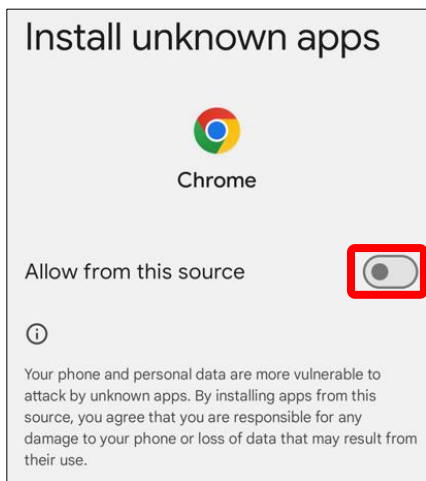 Install unknown apps
Chrome
Allow from this source
Your phone and personal data are more vulnerable to
attack by unknown apps. By installing apps from this
source, you agree that you are responsible for any
damage to your phone or loss of data that may result from
their use.